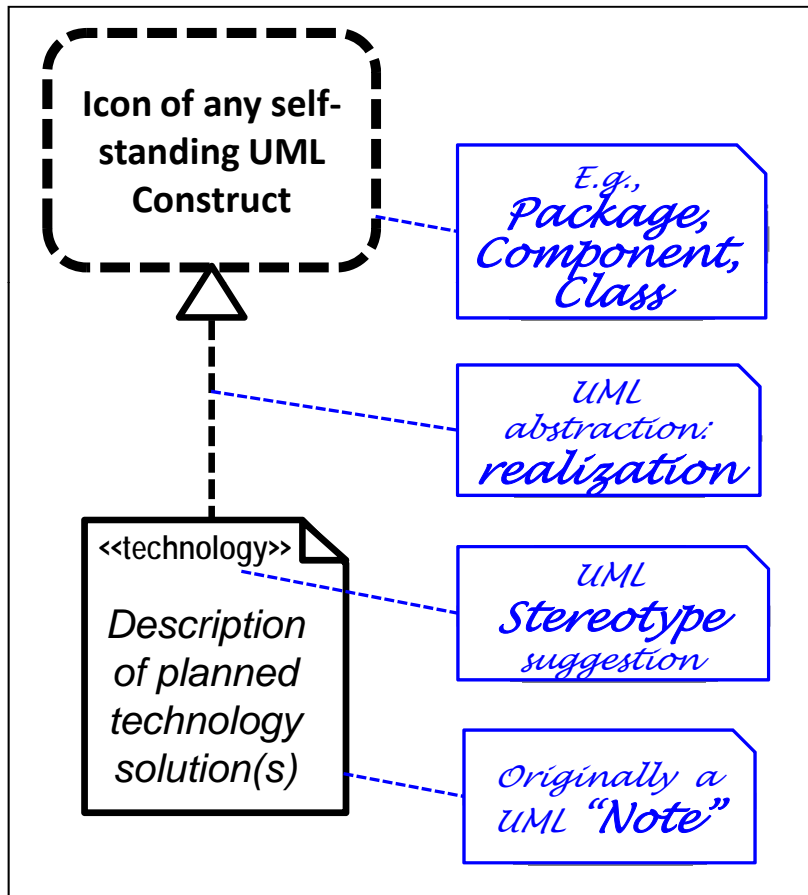 Icon of any self-
standing UML
Construct
E.g.,
Package,
Component,
Class
UML
abstraction:
realization
<<technology>>
Description
of planned
technology
solution(s)
UML
Stereotype
suggestion
Originally a
UML “Note”